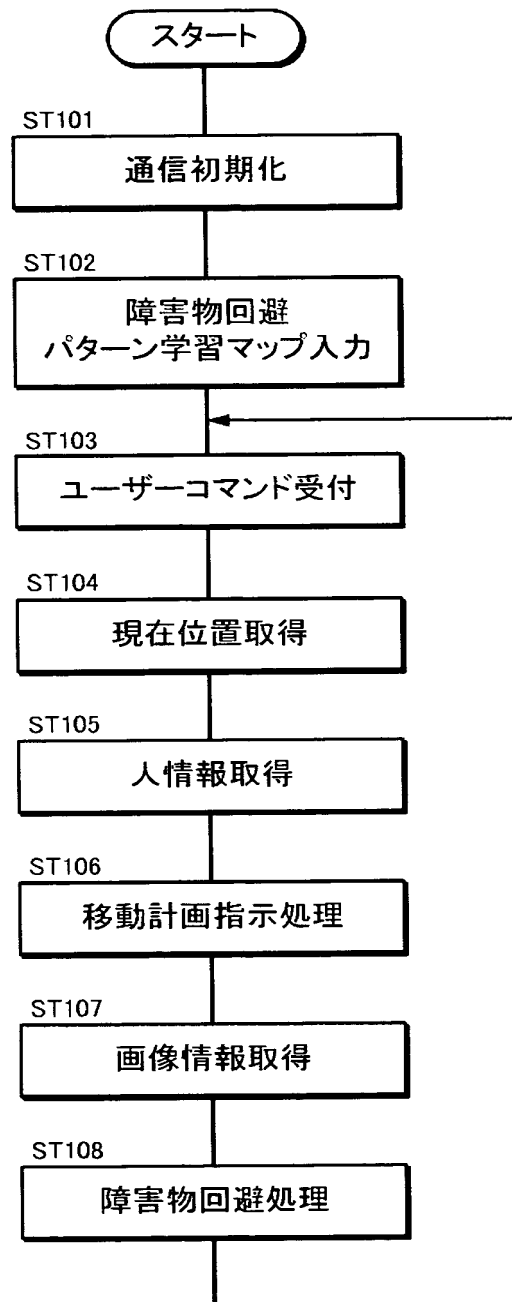 スタート
ST101
通信初期化
ST102
障害物回避
パターン学習マップ入力
ST103
ユーザーコマンド受付
ST104
現在位置取得
ST105
人情報取得
ST106
移動計画指示処理
ST107
画像情報取得
ST108
障害物回避処理